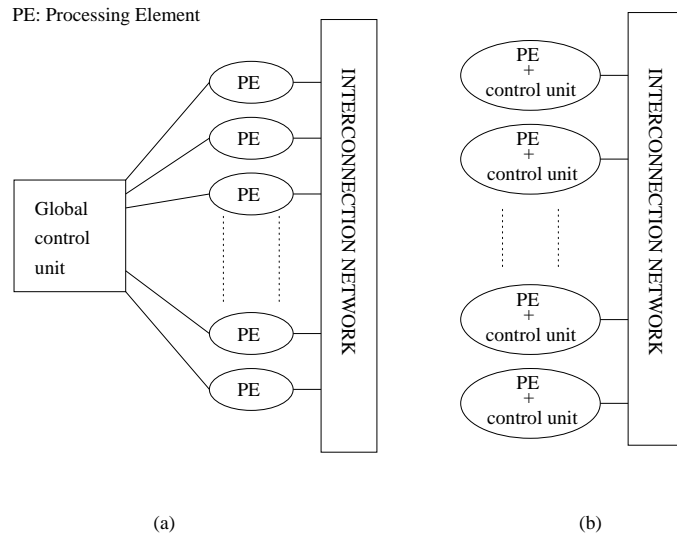 PE: Processing Element
PE
PE
PE
PE
PE
Global
control
unit
INTERCONNECTION NETWORK
(a)
PE
+
control unit
PE
+
control unit
PE
+
control unit
PE
+
control unit
INTERCONNECTION NETWORK
(b)